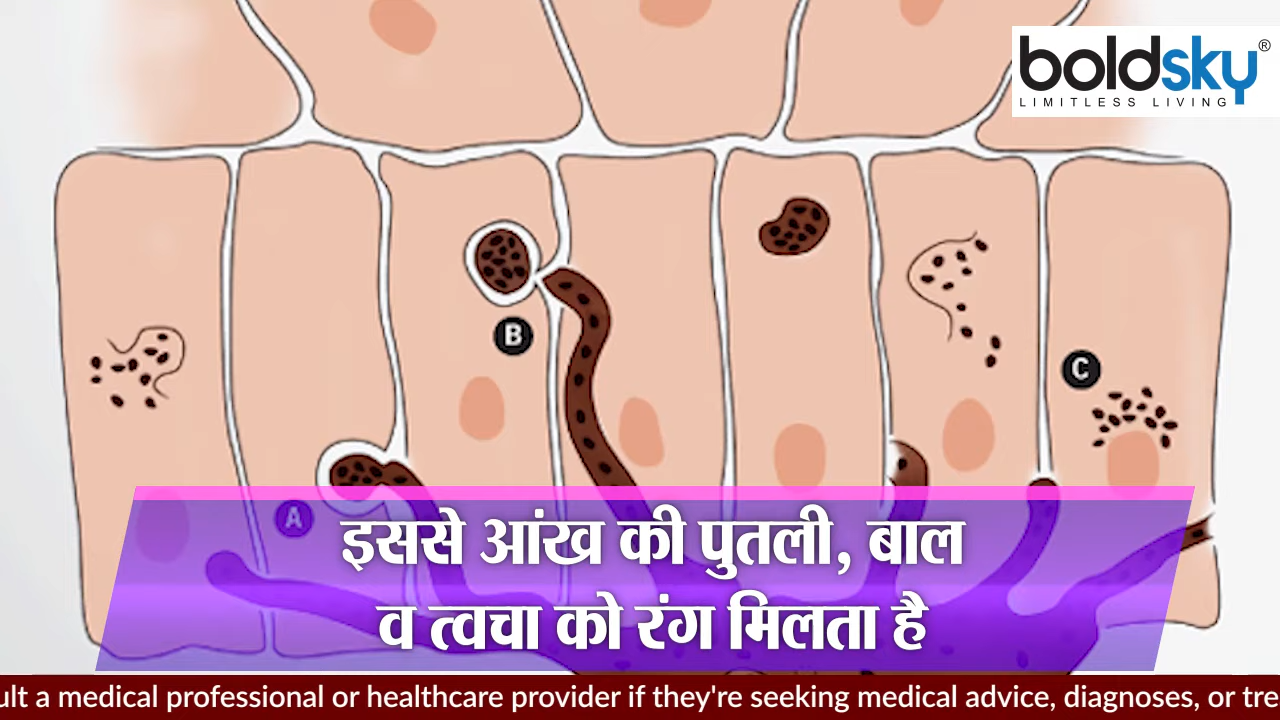 boldsky®
LIMITLESS LIVING
B
C
A
इससे आंख की पुतली, बाल
व त्वचा को रंग मिलता है
ult a medical professional or healthcare provider if they're seeking medical advice, diagnoses, or tre